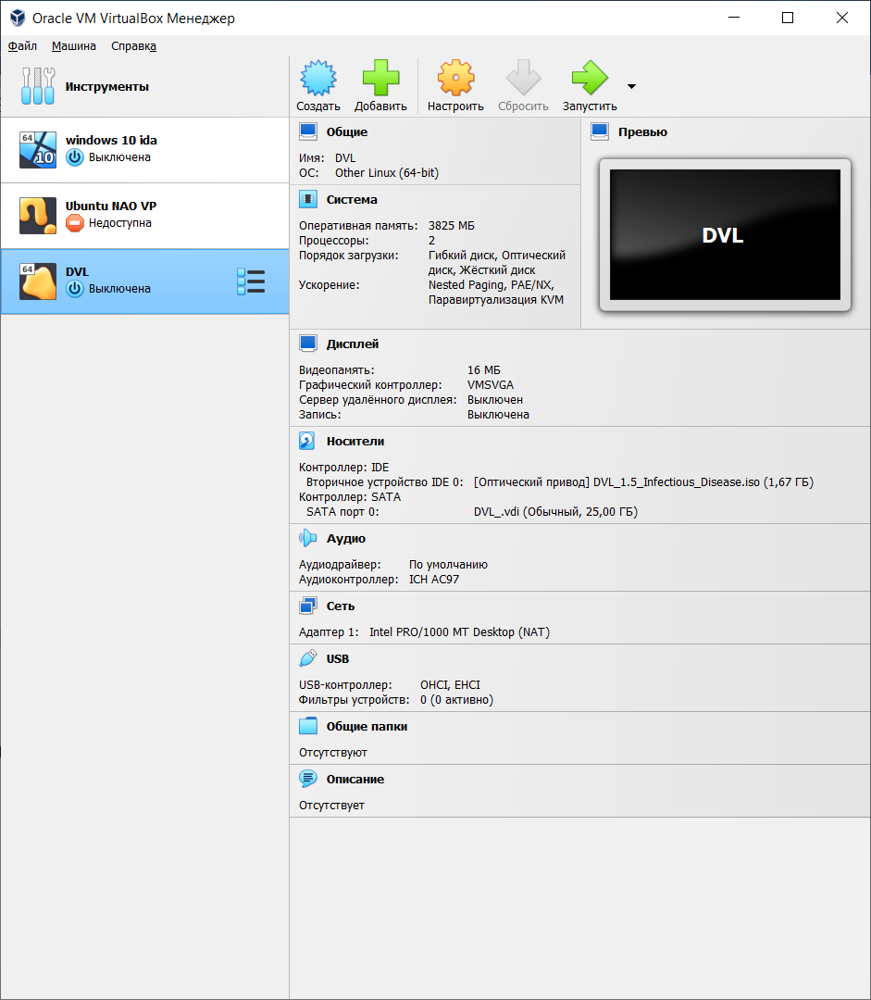 Oracle VM VirtualBox Менеджер
Файл Машина Справка
Инструменты
64
10
windows 10 ida
Выключена
Ubuntu NAO VP
Недоступна
64
DVL
Выключена
Создать Добавить Настроить Сбросить Запустить
Общие
Имя: DVL
ОС: Other Linux (64-bit)
Превью
DVL
Система
Оперативная память: 3825 МБ
Процессоры: 2
Порядок загрузки: Гибкий диск, Оптический
диск, Жёсткий диск
Ускорение: Nested Paging, PAE/NX,
Паравиртуализация KVM
Дисплей
Видеопамять: 16 МБ
Графический контроллер: VMSVGA
Сервер удалённого дисплея: Выключен
Запись: Выключена
Носители
Контроллер: IDE
Вторичное устройство IDE 0: [Оптический привод] DVL_1.5_Infectious_Disease.iso (1,67 ГБ)
Контроллер: SATA
SATA порт 0: DVL_.vdi (Обычный, 25,00 ГБ)
Аудио
Аудиодрайвер: По умолчанию
Аудиоконтроллер: ICH AC97
Сеть
Адаптер 1: Intel PRO/1000 MT Desktop (NAT)
USB
USB-контроллер: OHCI, EHCI
Фильтры устройств: 0 (0 активно)
Общие папки
Отсутствуют
Описание
Отсутствует